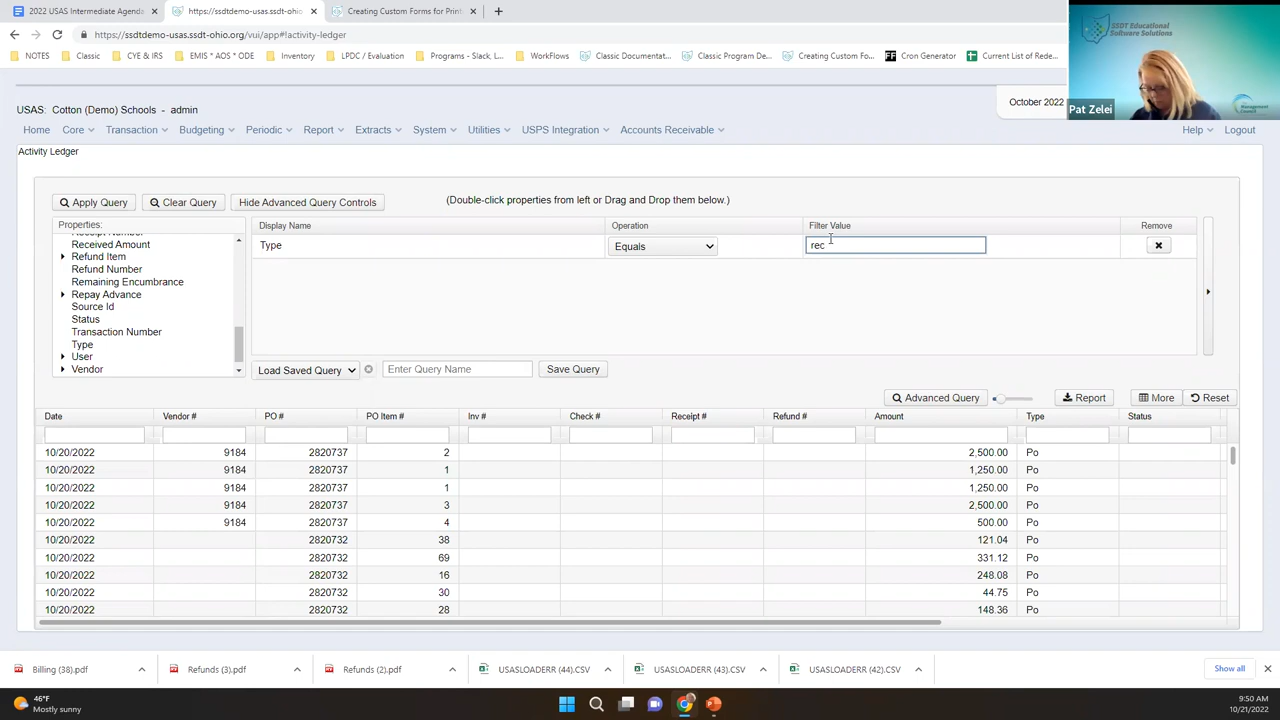 2022 USAS Intermediate Agenda
https://ssdtdemo-usas.ssdt-ohio
Creating Custom Forms for Print
https://ssdtdemo-usas.ssdt-ohio.org/vui/app#!activity-ledger
NOTES Classic CYE & IRS EMIS * AOS * ODE Inventory LPDC / Evaluation Programs - Slack, L... WorkFlows Classic Documentat... Classic Program De... Creating Custom Fo... Cron Generator Current List of Rede...
SSDT Educational
Software Solutions
Pat Zelei
USAS: Cotton (Demo) Schools - admin
October 2022
Home Core Transaction Budgeting Periodic Report Extracts System Utilities USPS Integration Accounts Receivable Help Logout
Activity Ledger
Apply Query Clear Query Hide Advanced Query Controls (Double-click properties from left or Drag and Drop them below.)
Properties: Display Name Operation Filter Value Remove
Received Amount
Refund Item
Refund Number
Remaining Encumbrance
Repay Advance
Source Id
Status
Transaction Number
Type
User
Vendor
Type Equals rec
Load Saved Query Enter Query Name Save Query
Advanced Query Report More Reset
Date Vendor # PO # PO Item # Inv # Check # Receipt # Refund # Amount Type Status
10/20/2022 9184 2820737 2 2,500.00 Po
10/20/2022 9184 2820737 1 1,250.00 Po
10/20/2022 9184 2820737 1 1,250.00 Po
10/20/2022 9184 2820737 3 2,500.00 Po
10/20/2022 9184 2820737 4 500.00 Po
10/20/2022 2820732 38 121.04 Po
10/20/2022 2820732 69 331.12 Po
10/20/2022 2820732 16 248.08 Po
10/20/2022 2820732 30 44.75 Po
10/20/2022 2820732 28 148.36 Po
Billing (38).pdf Refunds (3).pdf Refunds (2).pdf USASLOADERR (44).CSV USASLOADERR (43).CSV USASLOADERR (42).CSV Show all
46°F
Mostly sunny
9:50 AM
10/21/2022